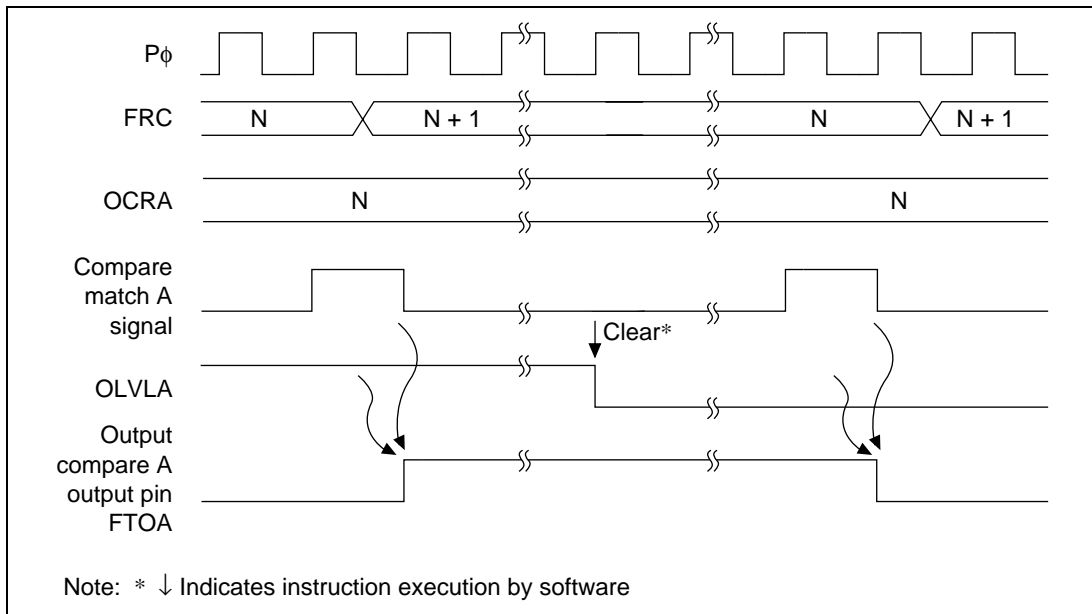 Pϕ
FRC
N
N + 1
N
N + 1
OCRA
N
N
Compare
match A
signal
Clear*
OLVLA
Output
compare A
output pin
FTOA
Note: * ↓ Indicates instruction execution by software